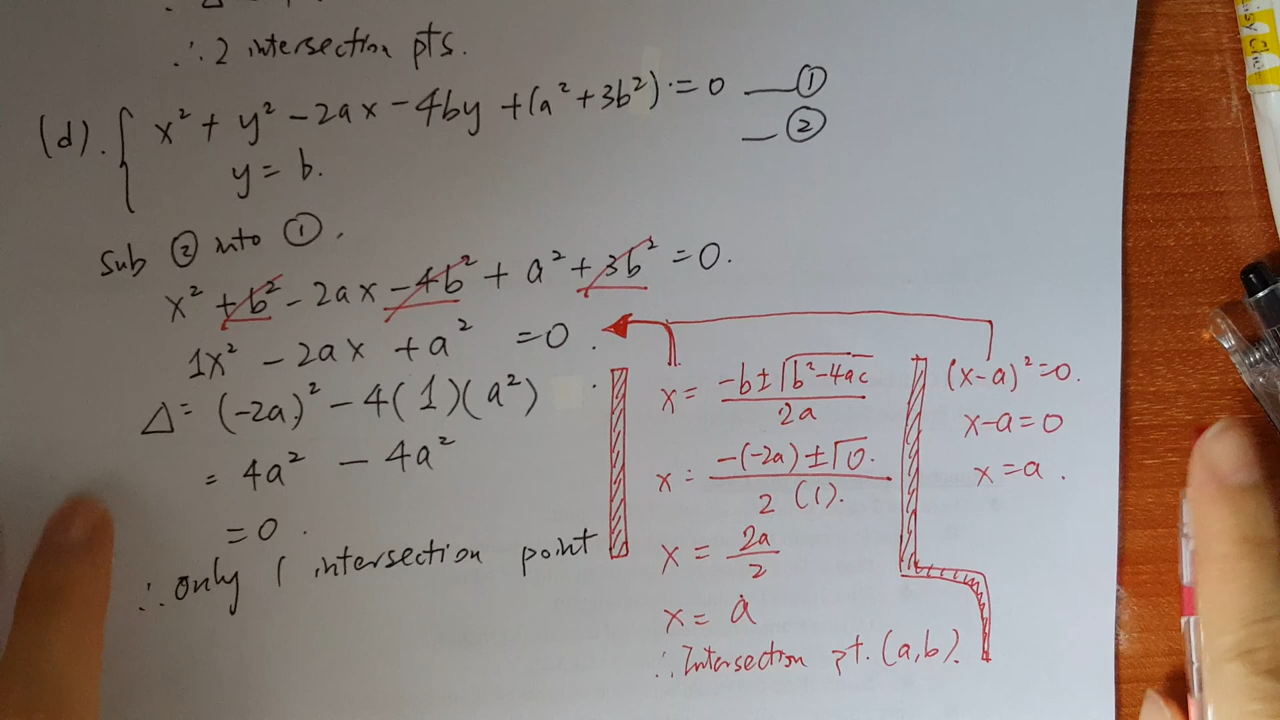 ∴ 2 intersection pts.
(d). { x² + y² - 2ax - 4by + (a² + 3b²) = 0 — ①
y = b. — ②
Sub ② into ①.
x² + b² - 2ax - 4b² + a² + 3b² = 0.
1x² - 2ax + a² = 0.
Δ = (-2a)² - 4(1)(a²)
= 4a² - 4a²
= 0.
∴ only 1 intersection point
x = (-b ± √(b² - 4ac)) / 2a
x = (-(-2a) ± √0.) / 2(1).
x = 2a / 2
x = a
∴ Intersection pt. (a,b).
(x-a)² = 0.
x-a = 0
x = a.